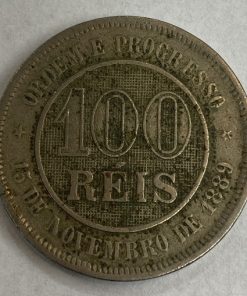 ORDEM E PROGRESSO
100
RÉIS
* 15 DE NOVEMBRO DE 1889 *